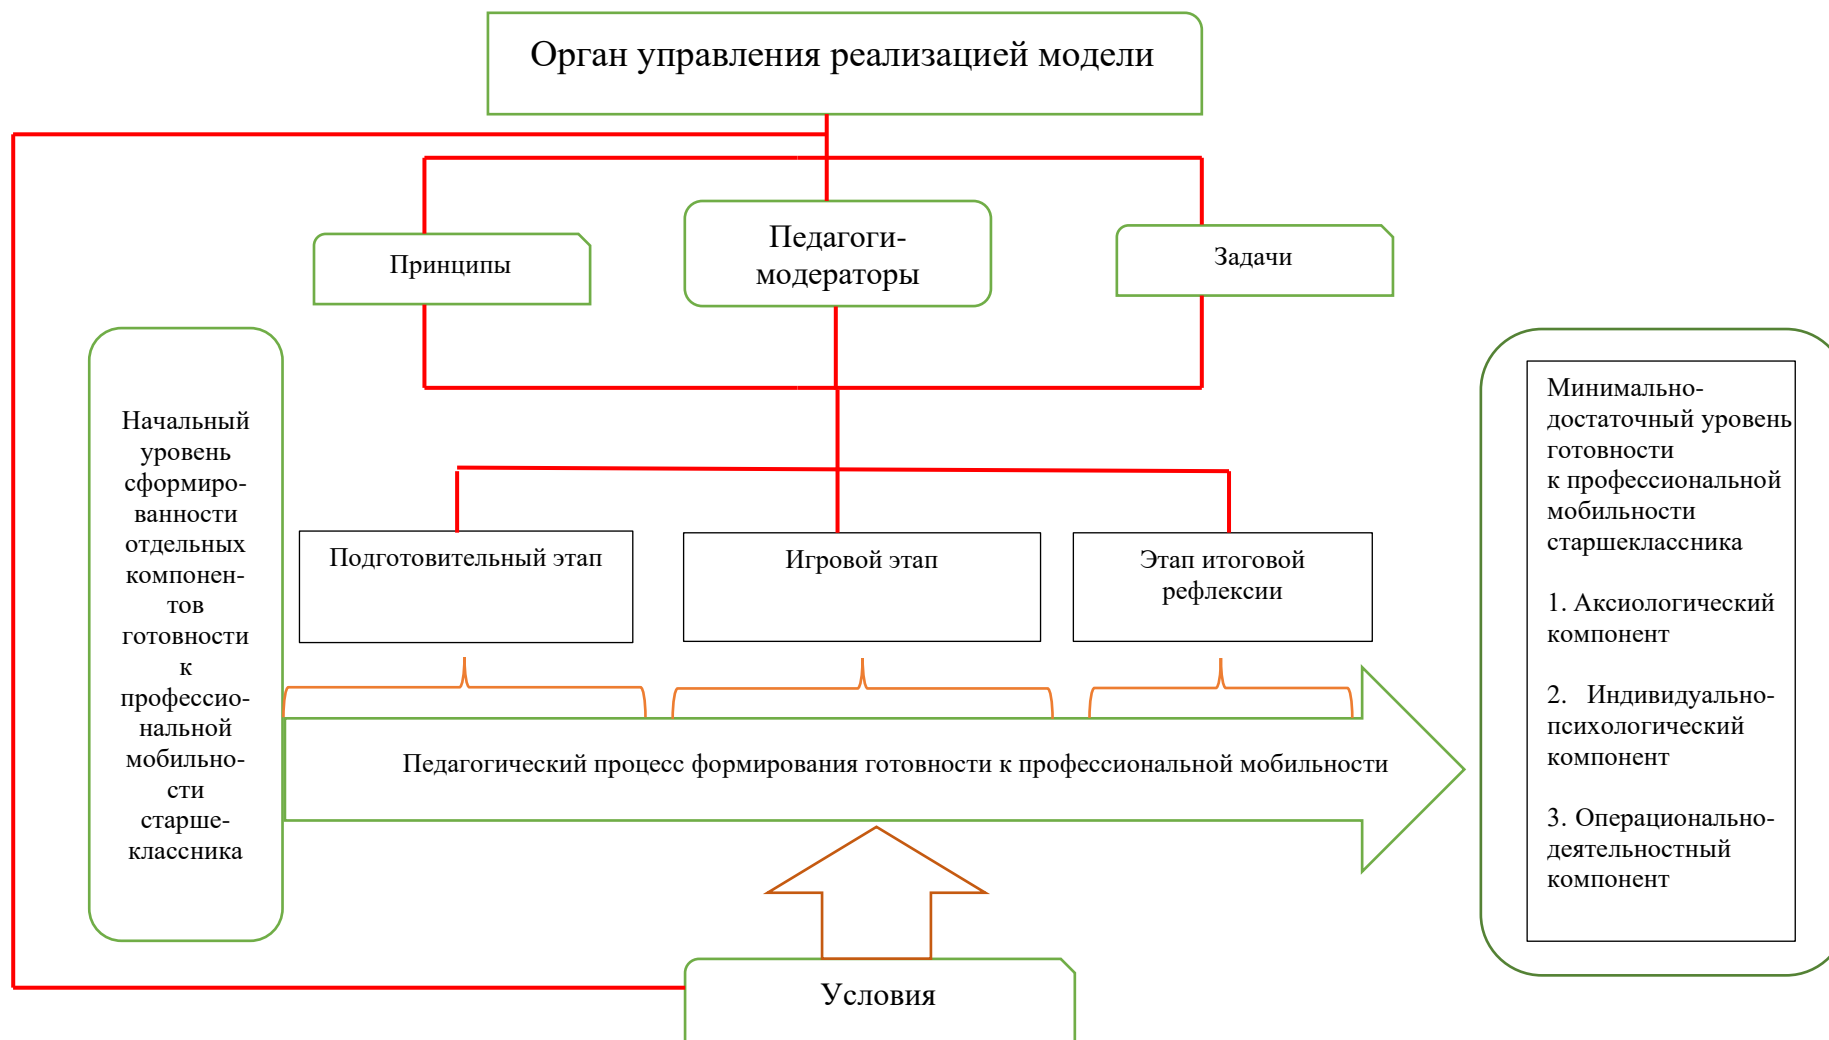 Орган управления реализацией модели
Принципы
Педагоги-
модераторы
Задачи
Начальный
уровень
сформиро-
ванности
отдельных
компонен-
тов
готовности
к
профессио-
нальной
мобильно-
сти
старше-
классника
Подготовительный этап
Игровой этап
Этап итоговой
рефлексии
Педагогический процесс формирования готовности к профессиональной мобильности
Минимально-
достаточный уровень
готовности
к профессиональной
мобильности
старшеклассника
1. Аксиологический
компонент
2. Индивидуально-
психологический
компонент
3. Операционально-
деятельностный
компонент
Условия